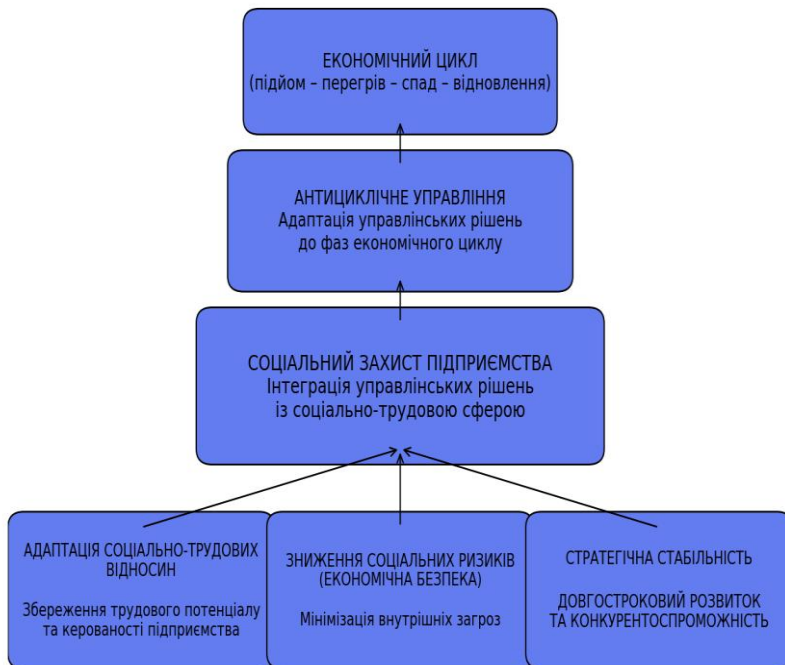 ЕКОНОМІЧНИЙ ЦИКЛ
(підйом – перегрів – спад – відновлення)
АНТИЦИКЛІЧНЕ УПРАВЛІННЯ
Адаптація управлінських рішень
до фаз економічного циклу
СОЦІАЛЬНИЙ ЗАХИСТ ПІДПРИЄМСТВА
Інтеграція управлінських рішень
із соціально-трудовою сферою
АДАПТАЦІЯ СОЦІАЛЬНО-ТРУДОВИХ
ВІДНОСИН
Збереження трудового потенціалу
та керованості підприємства
ЗНИЖЕННЯ СОЦІАЛЬНИХ РИЗИКІВ
(ЕКОНОМІЧНА БЕЗПЕКА)
Мінімізація внутрішніх загроз
СТРАТЕГІЧНА СТАБІЛЬНІСТЬ
ДОВГОСТРОКОВИЙ РОЗВИТОК
ТА КОНКУРЕНТОСПРОМОЖНІСТЬ